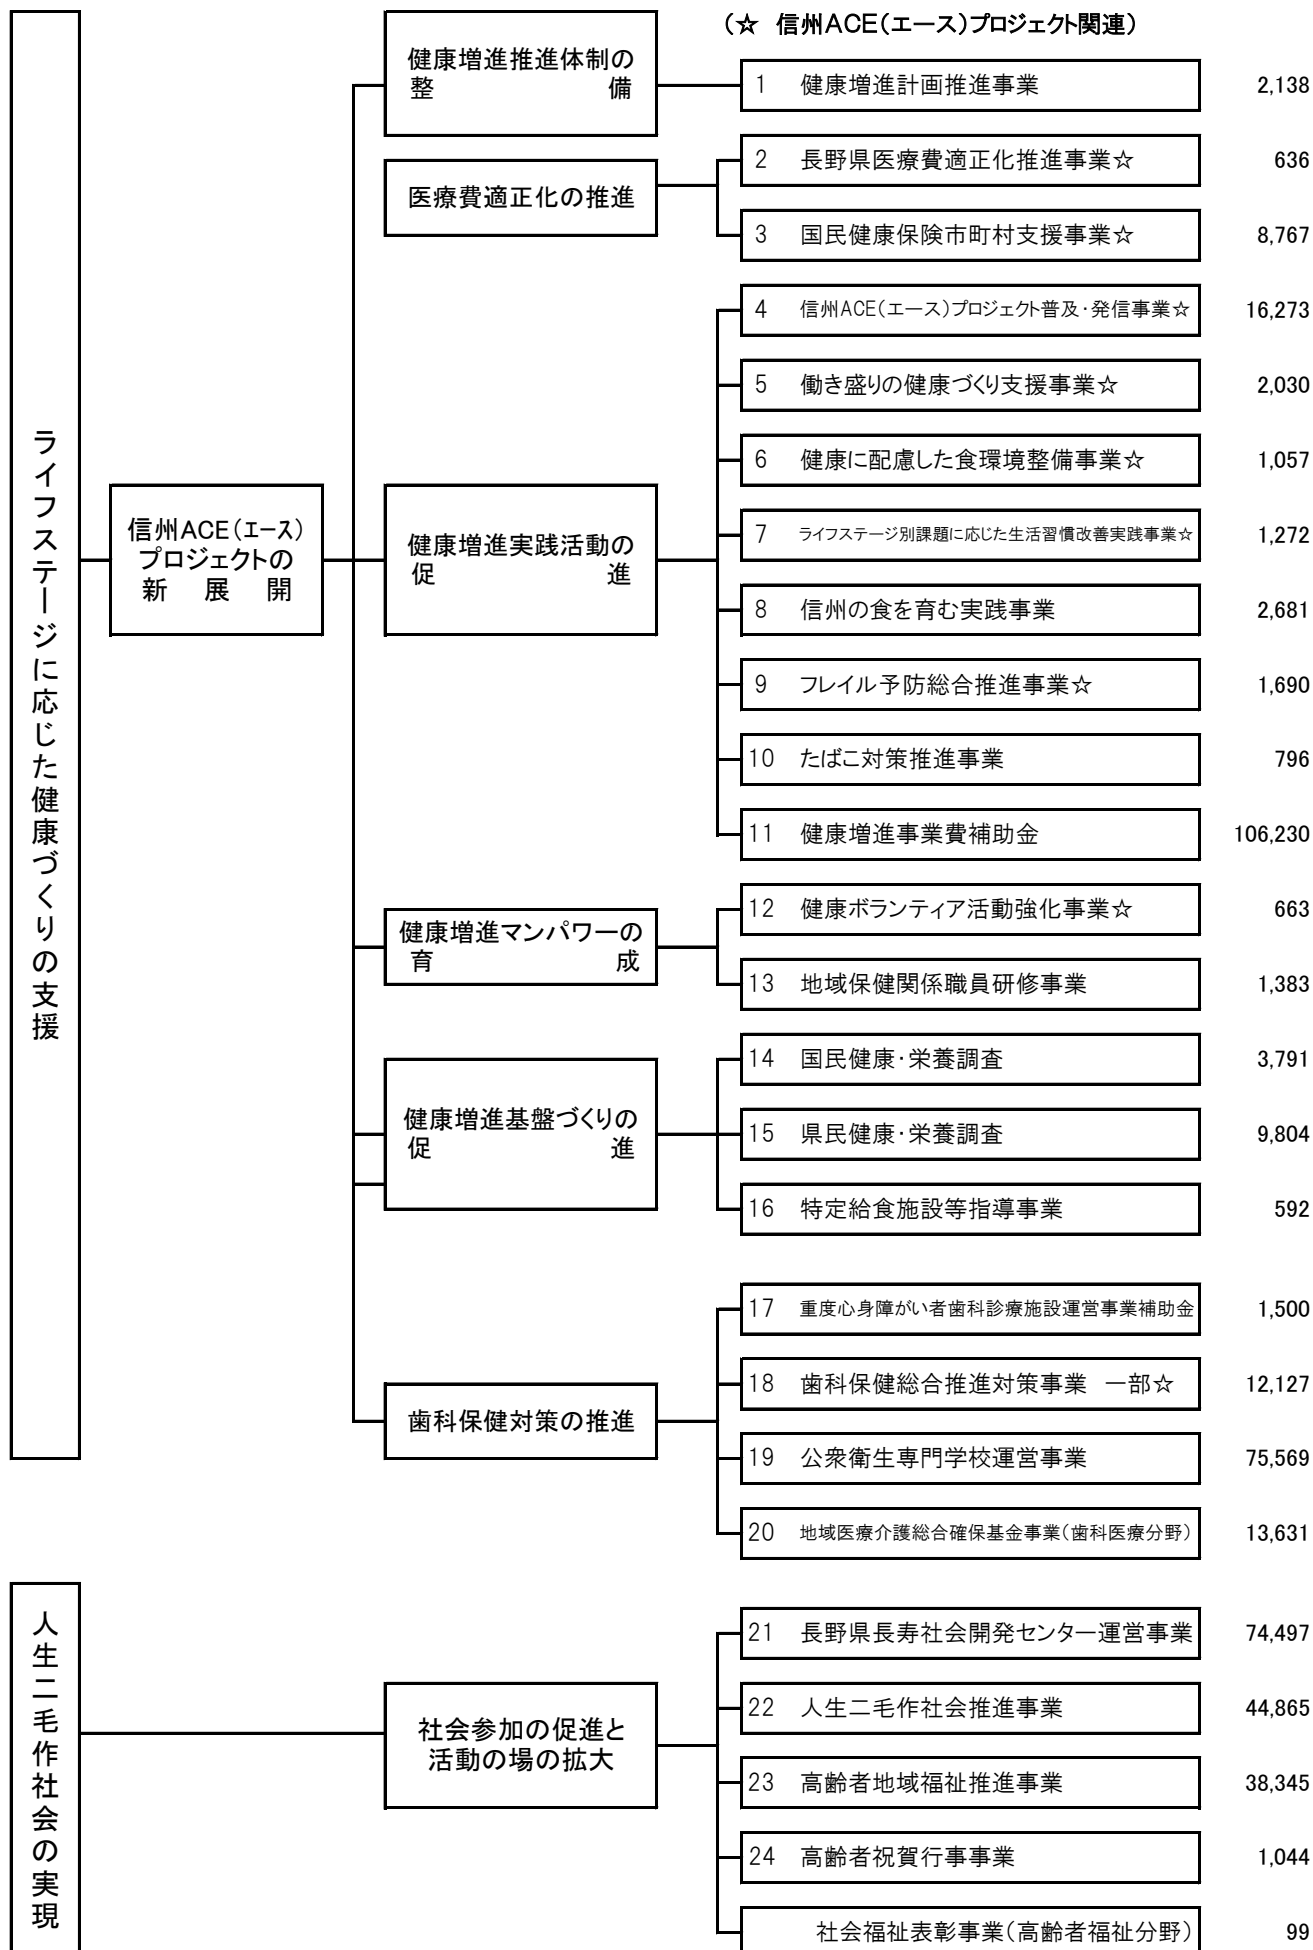 (☆ 信州ACE(エース)プロジェクト関連)
ライフステージに応じた健康づくりの支援
信州ACE(エース)
プロジェクトの
新展開
健康増進推進体制の
整備
1 健康増進計画推進事業 2,138
医療費適正化の推進
2 長野県医療費適正化推進事業☆ 636
3 国民健康保険市町村支援事業☆ 8,767
健康増進実践活動の
促進
4 信州ACE(エース)プロジェクト普及・発信事業☆ 16,273
5 働き盛りの健康づくり支援事業☆ 2,030
6 健康に配慮した食環境整備事業☆ 1,057
7 ライフステージ別課題に応じた生活習慣改善実践事業☆ 1,272
8 信州の食を育む実践事業 2,681
9 フレイル予防総合推進事業☆ 1,690
10 たばこ対策推進事業 796
11 健康増進事業費補助金 106,230
健康増進マンパワーの
育成
12 健康ボランティア活動強化事業☆ 663
13 地域保健関係職員研修事業 1,383
健康増進基盤づくりの
促進
14 国民健康・栄養調査 3,791
15 県民健康・栄養調査 9,804
16 特定給食施設等指導事業 592
歯科保健対策の推進
17 重度心身障がい者歯科診療施設運営事業補助金 1,500
18 歯科保健総合推進対策事業 一部☆ 12,127
19 公衆衛生専門学校運営事業 75,569
20 地域医療介護総合確保基金事業(歯科医療分野) 13,631
人生二毛作社会の実現
社会参加の促進と
活動の場の拡大
21 長野県長寿社会開発センター運営事業 74,497
22 人生二毛作社会推進事業 44,865
23 高齢者地域福祉推進事業 38,345
24 高齢者祝賀行事事業 1,044
社会福祉表彰事業(高齢者福祉分野) 99